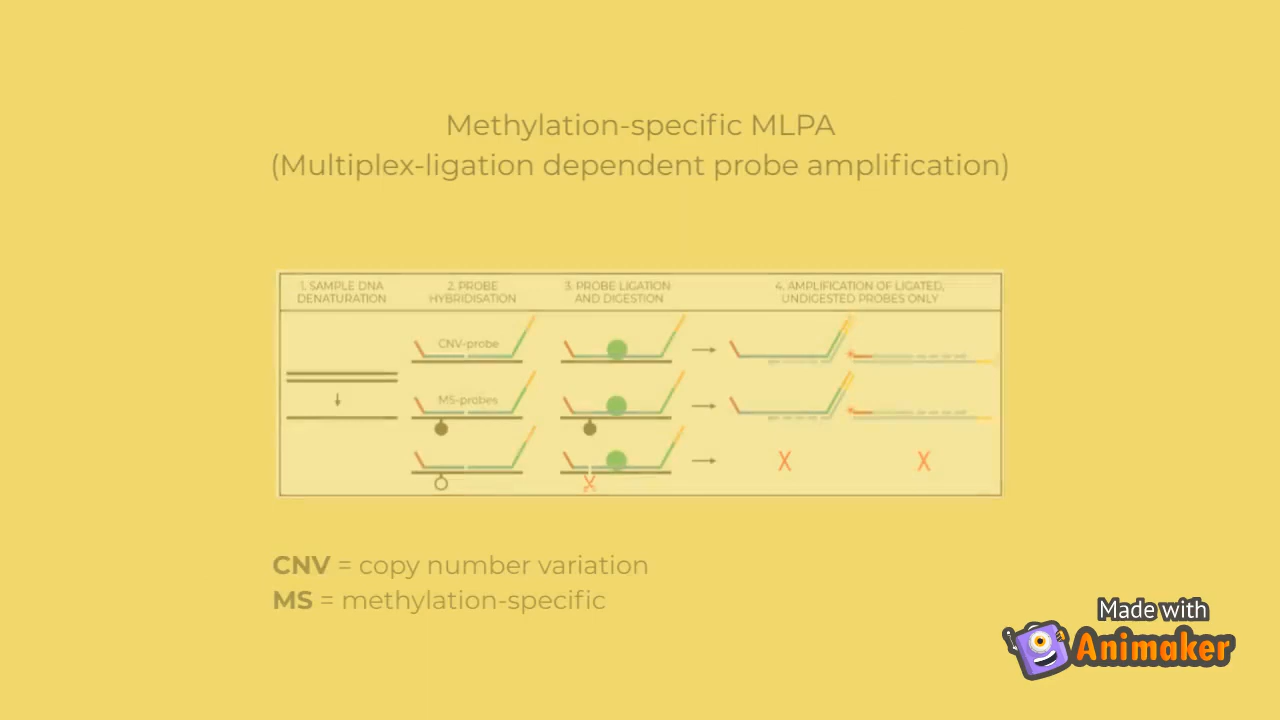 Methylation-specific MLPA
(Multiplex-ligation dependent probe amplification)
1. SAMPLE DNA
DENATURATION
2. PROBE
HYBRIDISATION
3. PROBE LIGATION
AND DIGESTION
4. AMPLIFICATION OF LIGATED,
UNDIGESTED PROBES ONLY
CNV-probe
MS-probes
CNV = copy number variation
MS = methylation-specific
Made with
Animaker